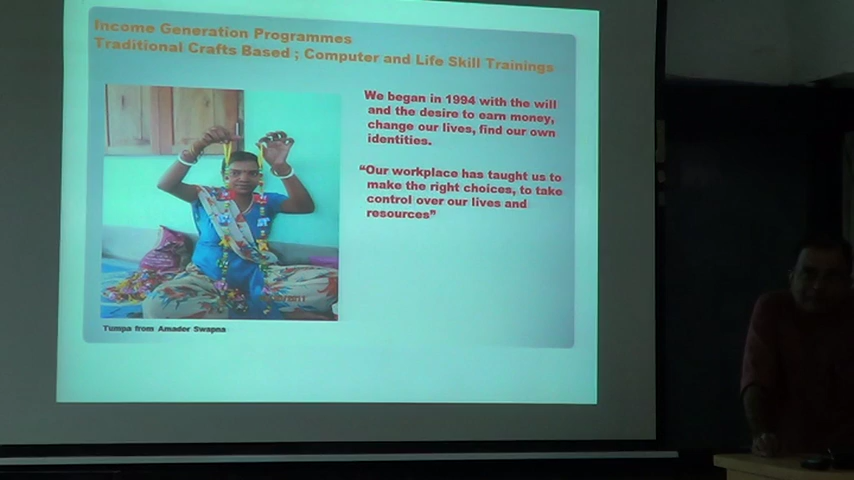 Income Generation Programmes
Traditional Crafts Based ; Computer and Life Skill Trainings
We began in 1994 with the will
and the desire to earn money,
change our lives, find our own
identities.
“Our workplace has taught us to
make the right choices, to take
control over our lives and
resources”
Tumpa from Amader Swapna